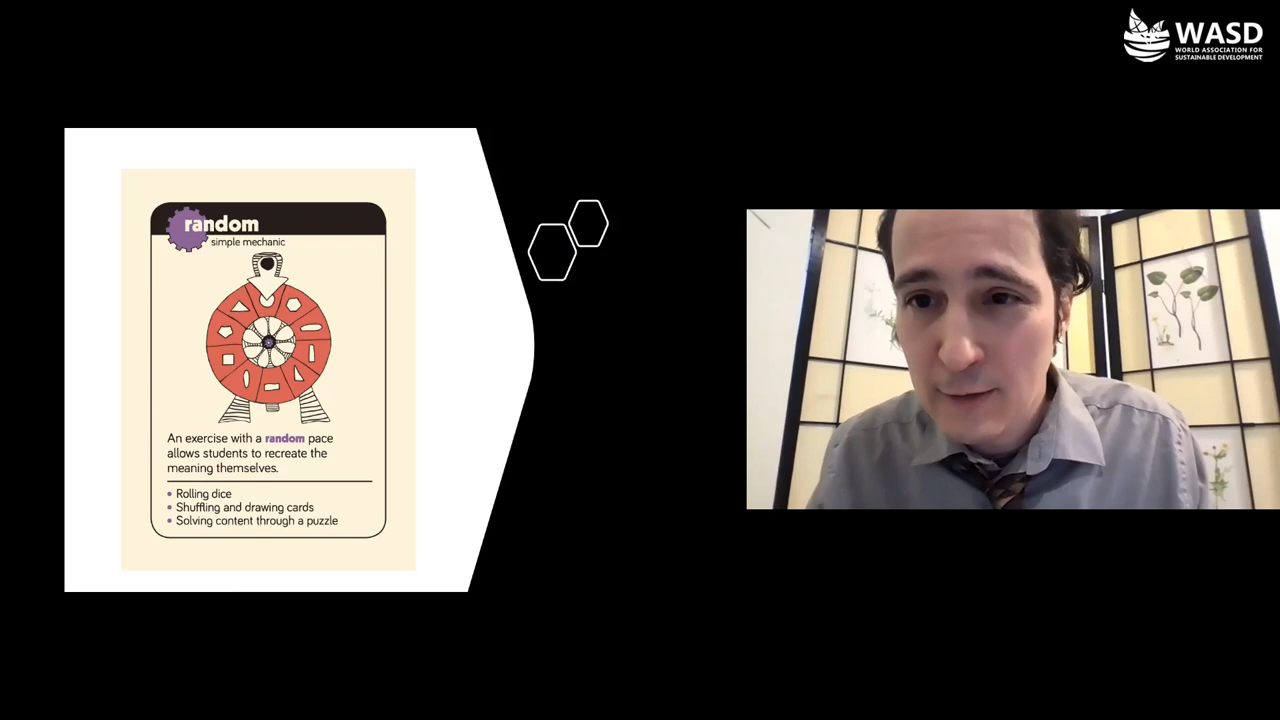 WASD
WORLD ASSOCIATION FOR
SUSTAINABLE DEVELOPMENT
random
simple mechanic
An exercise with a random pace
allows students to recreate the
meaning themselves.
• Rolling dice
• Shuffling and drawing cards
• Solving content through a puzzle